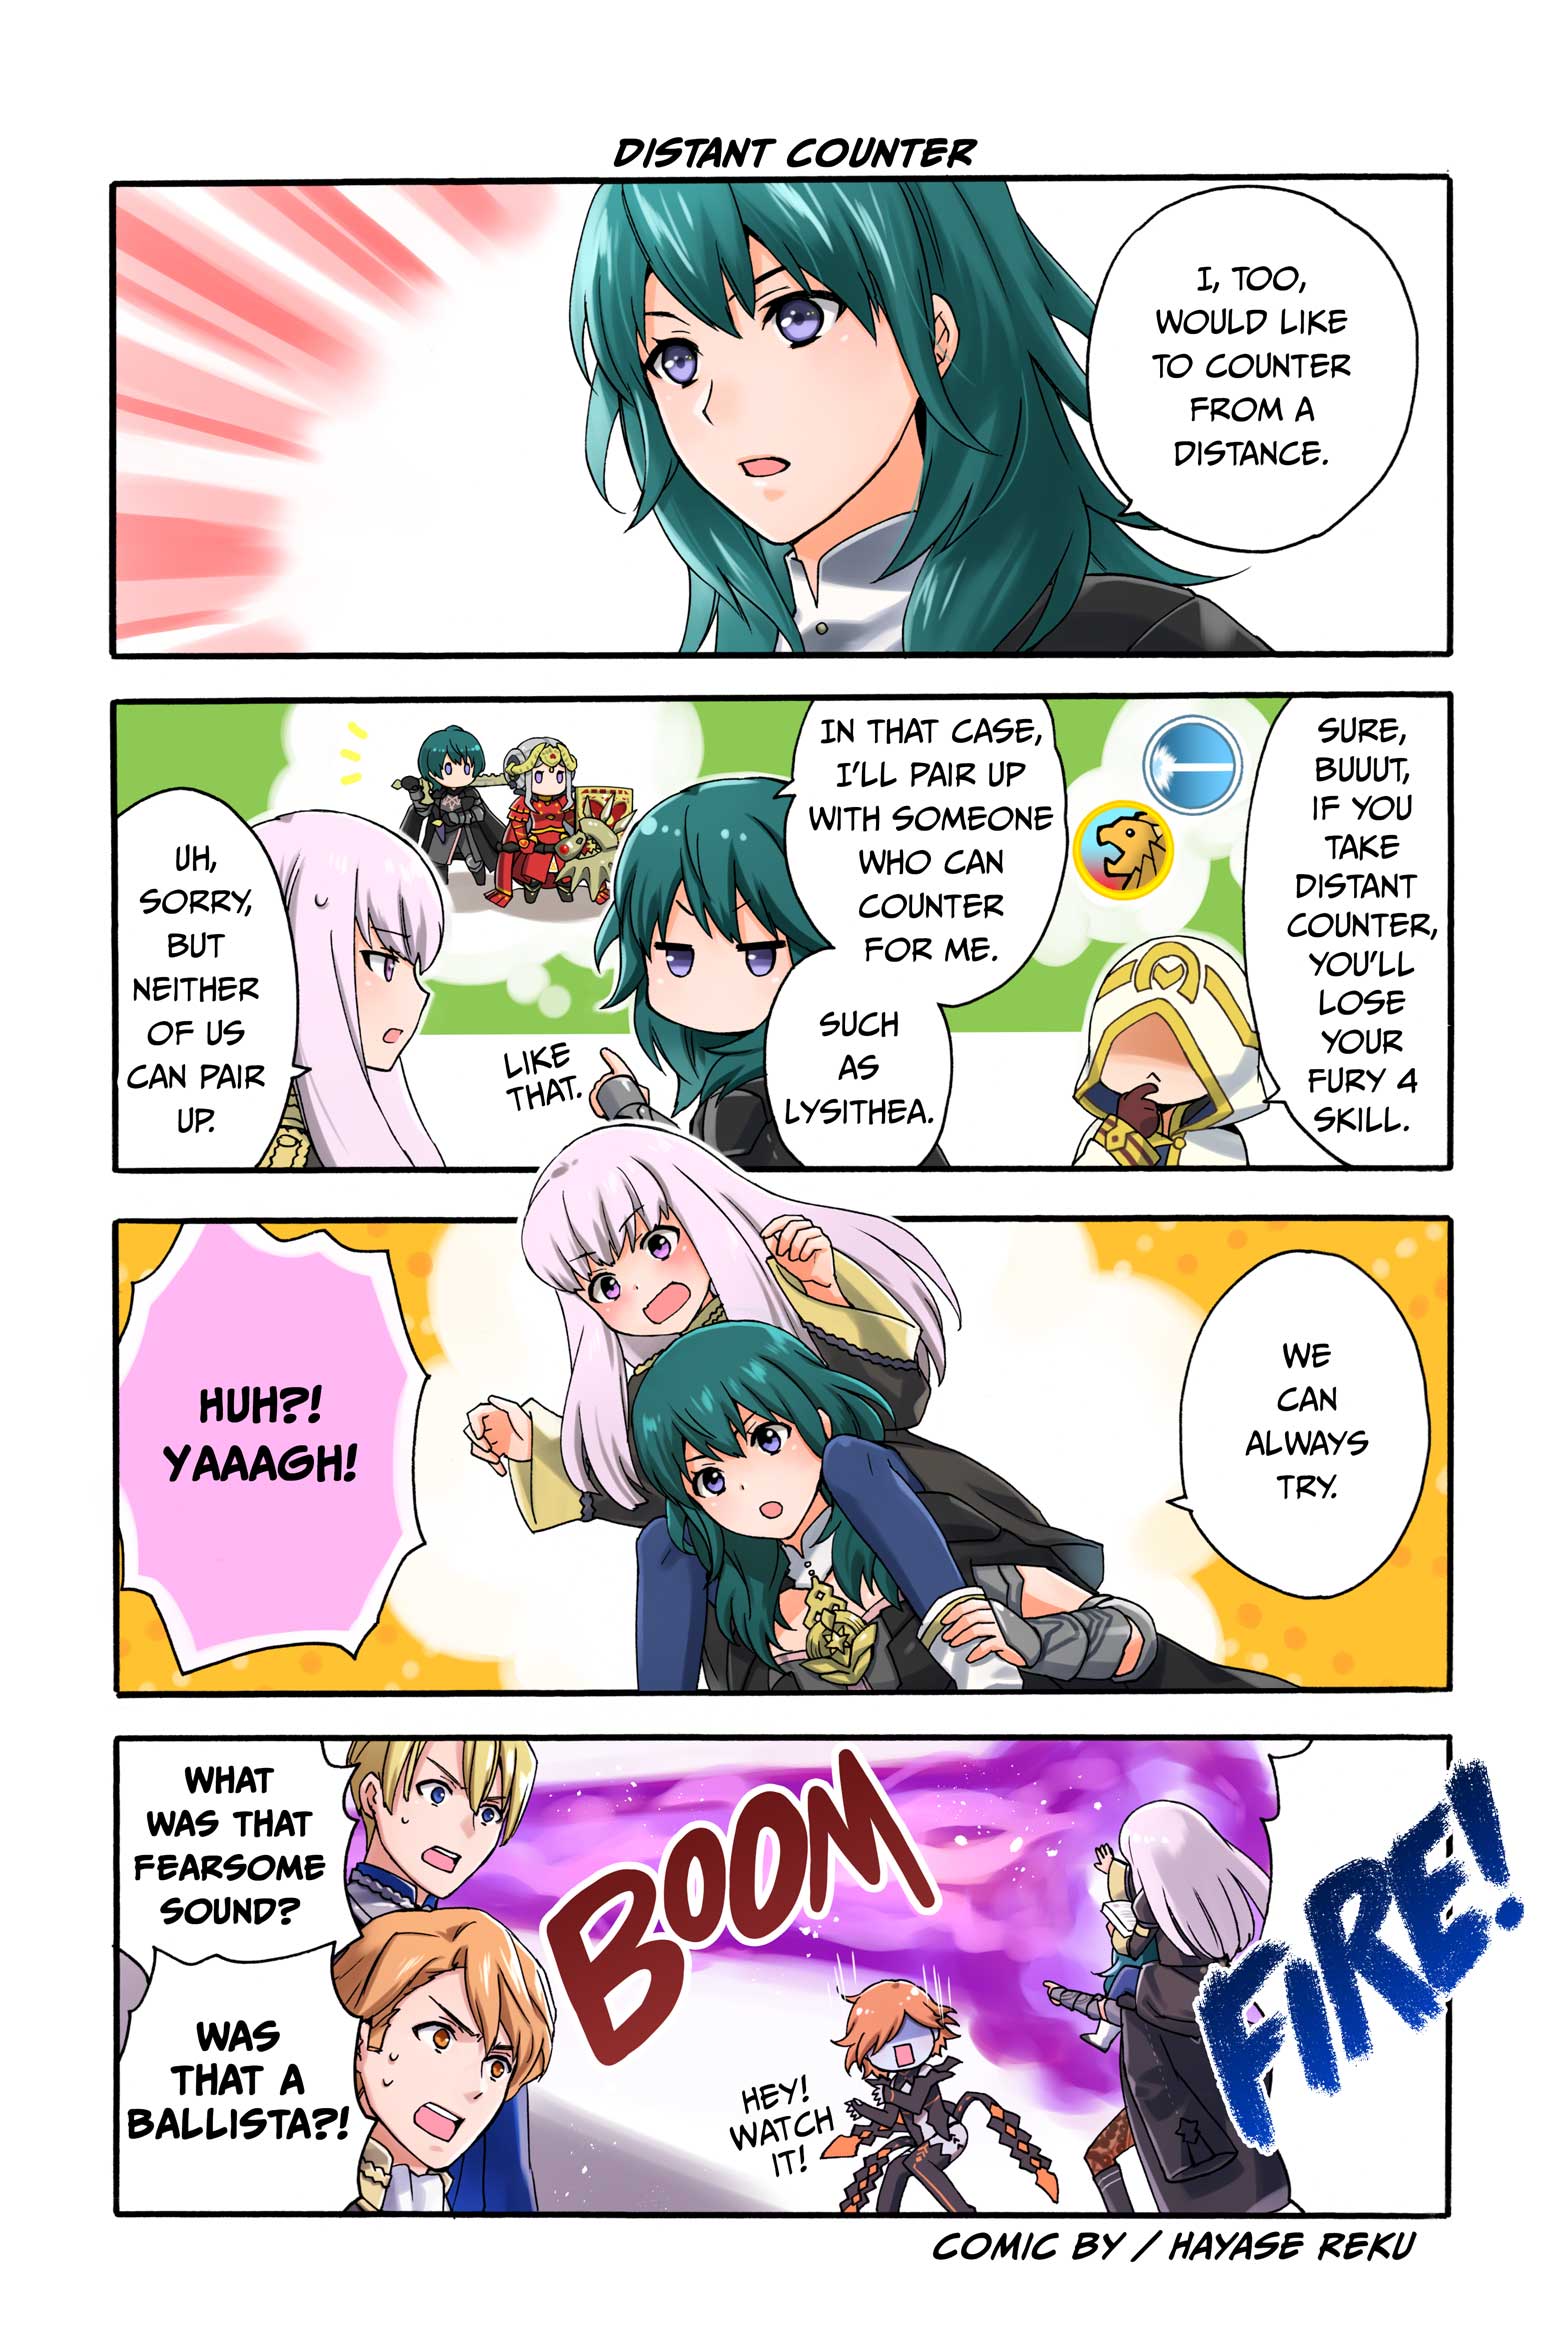 DISTANT COUNTER
I, TOO,
WOULD LIKE
TO COUNTER
FROM A
DISTANCE.
SURE,
BUUUT,
IF YOU
TAKE
DISTANT
COUNTER,
YOU'LL
LOSE
YOUR
FURY 4
SKILL.
IN THAT CASE,
I'LL PAIR UP
WITH SOMEONE
WHO CAN
COUNTER
FOR ME.
SUCH
AS
LYSITHEA.
LIKE
THAT.
UH,
SORRY,
BUT
NEITHER
OF US
CAN PAIR
UP.
WE
CAN
ALWAYS
TRY.
HUH?!
YAAAGH!
FIRE!
BOOM
HEY!
WATCH
IT!
WHAT
WAS THAT
FEARSOME
SOUND?
WAS
THAT A
BALLISTA?!
COMIC BY / HAYASE REKU